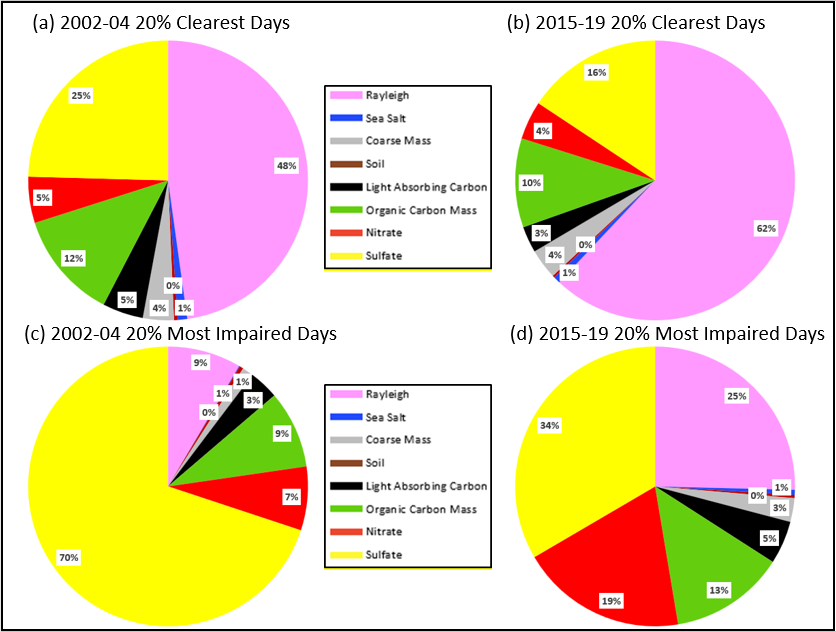 (a) 2002-04 20% Clearest Days
(b) 2015-19 20% Clearest Days
25%
48%
5%
12%
5%
4%
0%
1%
Rayleigh
Sea Salt
Coarse Mass
Soil
Light Absorbing Carbon
Organic Carbon Mass
Nitrate
Sulfate
16%
4%
10%
3%
4%
0%
1%
62%
(c) 2002-04 20% Most Impaired Days
(d) 2015-19 20% Most Impaired Days
9%
1%
1%
0%
3%
9%
7%
70%
Rayleigh
Sea Salt
Coarse Mass
Soil
Light Absorbing Carbon
Organic Carbon Mass
Nitrate
Sulfate
25%
34%
1%
0%
3%
5%
13%
19%